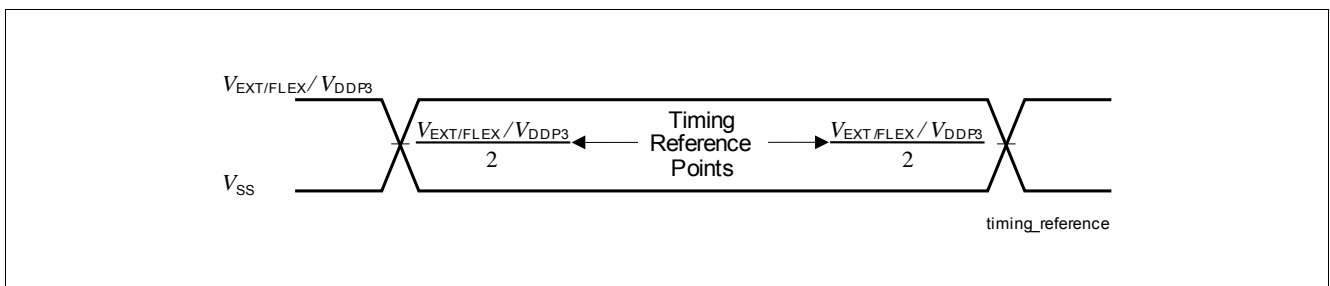 VEXT/FLEX/VDDP3
VEXT/FLEX/VDDP3
2
Timing
Reference
Points
VEXT/FLEX/VDDP3
2
VSS
timing_reference